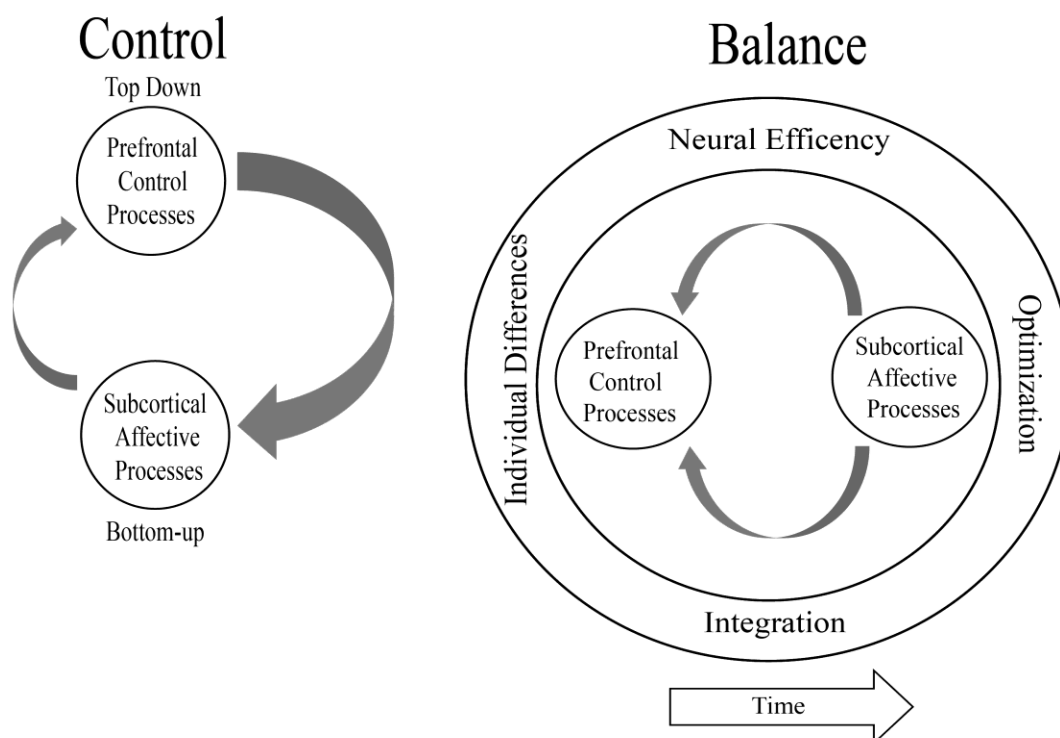 Control
Top Down
Prefrontal
Control
Processes
Subcortical
Affective
Processes
Bottom-up
Balance
Neural Efficency
Individual Differences
Prefrontal
Control
Processes
Subcortical
Affective
Processes
Optimization
Integration
Time